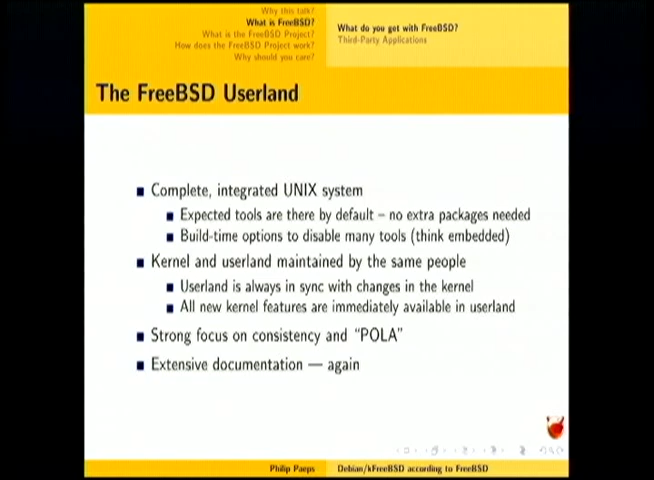 Why this talk?
What is FreeBSD?
What is the FreeBSD Project?
How does the FreeBSD Project work?
Why should you care?
What do you get with FreeBSD?
Third-Party Applications
The FreeBSD Userland
Complete, integrated UNIX system
Expected tools are there by default – no extra packages needed
Build-time options to disable many tools (think embedded)
Kernel and userland maintained by the same people
Userland is always in sync with changes in the kernel
All new kernel features are immediately available in userland
Strong focus on consistency and “POLA”
Extensive documentation — again
Philip Paeps
Debian/kFreeBSD according to FreeBSD